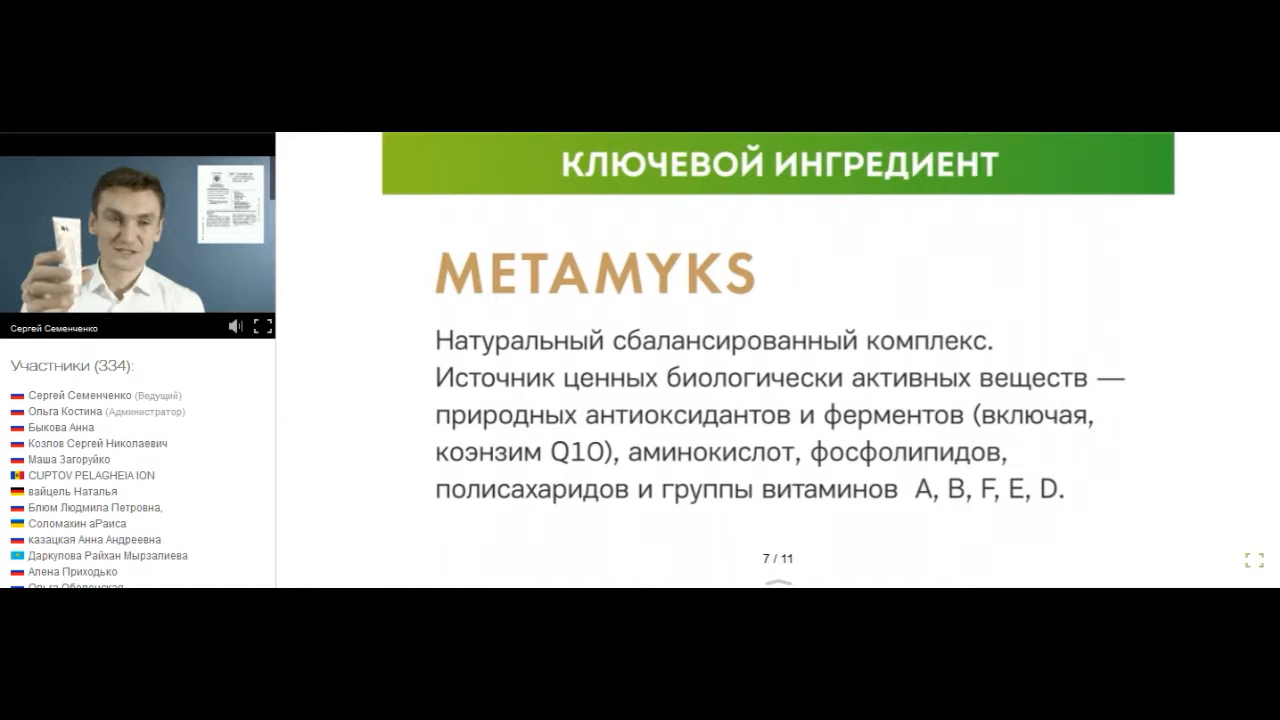 КЛЮЧЕВОЙ ИНГРЕДИЕНТ
METAMYKS
Натуральный сбалансированный комплекс.
Источник ценных биологически активных веществ —
природных антиоксидантов и ферментов (включая,
коэнзим Q10), аминокислот, фосфолипидов,
полисахаридов и группы витаминов A, B, F, E, D.
7 / 11
Сергей Семенченко
Участники (334):
Сергей Семенченко (Ведущий)
Ольга Костина (Администратор)
Быкова Анна
Козлов Сергей Николаевич
Маша Загоруйко
CUPTOV PELAGHEIA ION
вайцель Наталья
Блюм Людмила Петровна,
Соломахин аРаиса
казацкая Анна Андреевна
Даркулова Райхан Мырзалиева
Алена Приходько
Ольга Оболенская